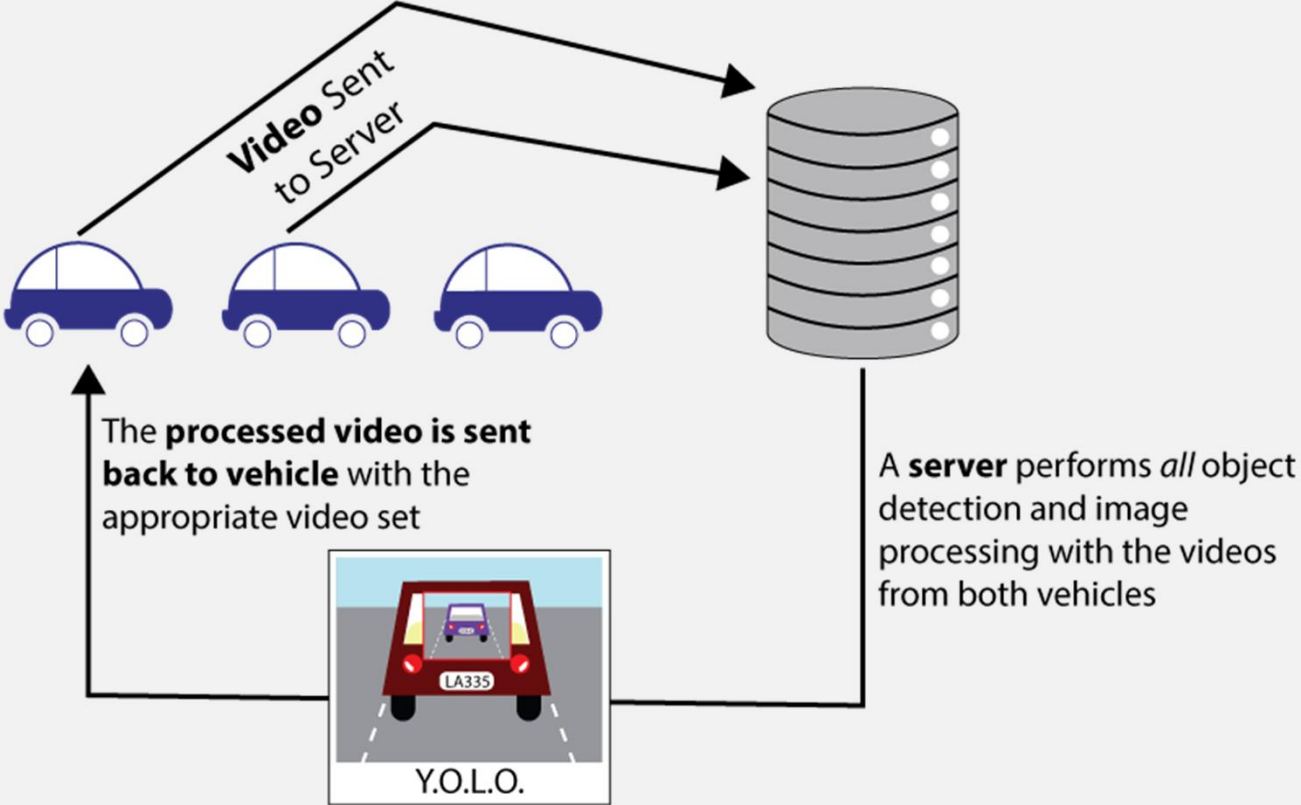 Video Sent
to Server
The processed video is sent
back to vehicle with the
appropriate video set
A server performs all object
detection and image
processing with the videos
from both vehicles
LA335
Y.O.L.O.